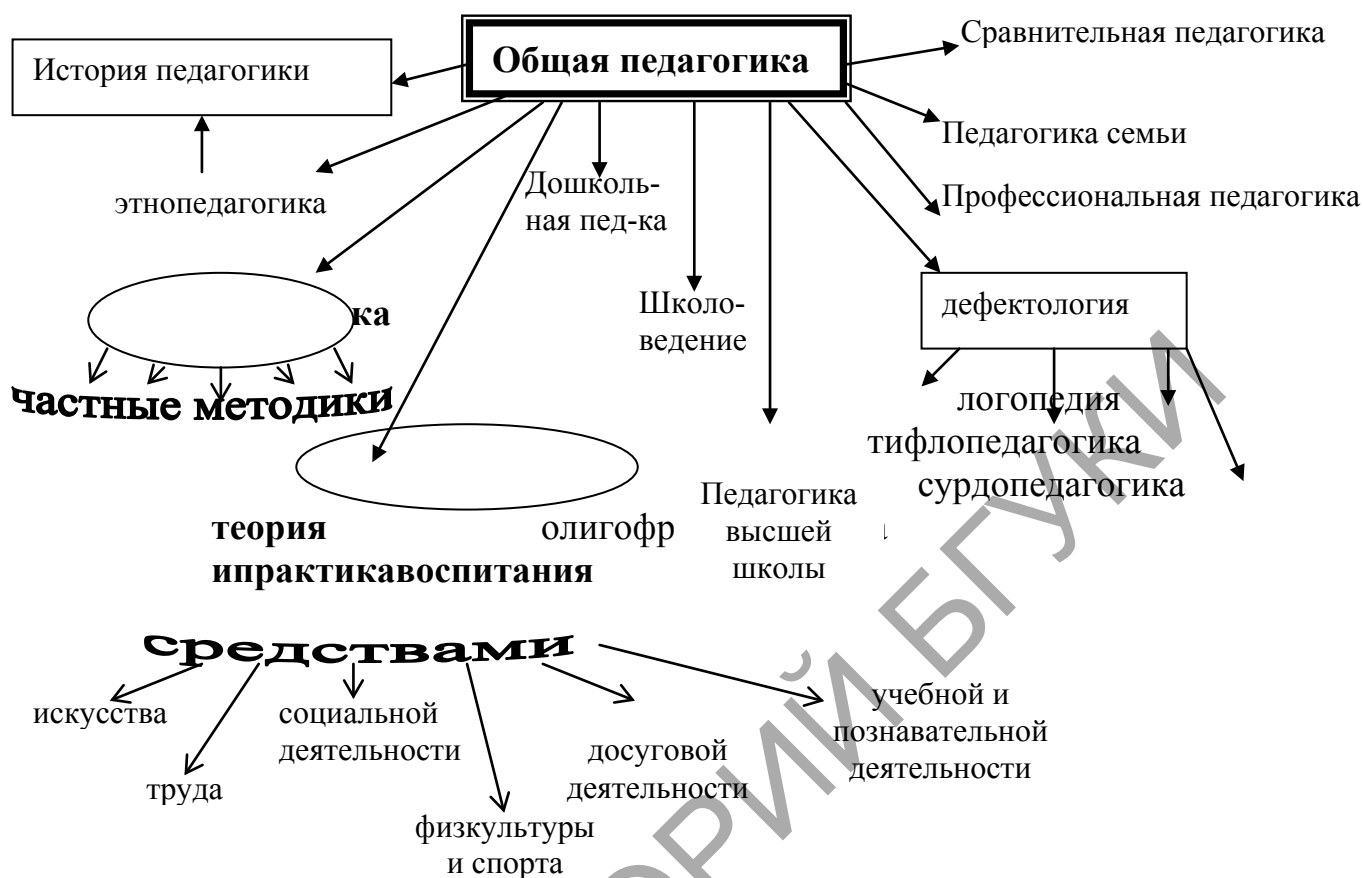 Общая педагогика
Сравнительная педагогика
История педагогики
Педагогика семьи
этнопедагогика
Дошколь-
ная пед-ка
Профессиональная педагогика
ка
Школо-
ведение
дефектология
частные методики
логопедия
тифлопедагогика
сурдопедагогика
Педагогика
высшей
школы
теория
ипрактикавоспитания
олигофр
средствами
искусства
социальной
деятельности
учебной и
познавательной
деятельности
труда
досуговой
деятельности
физкультуры
и спорта
ОРИЙ БГУКИ